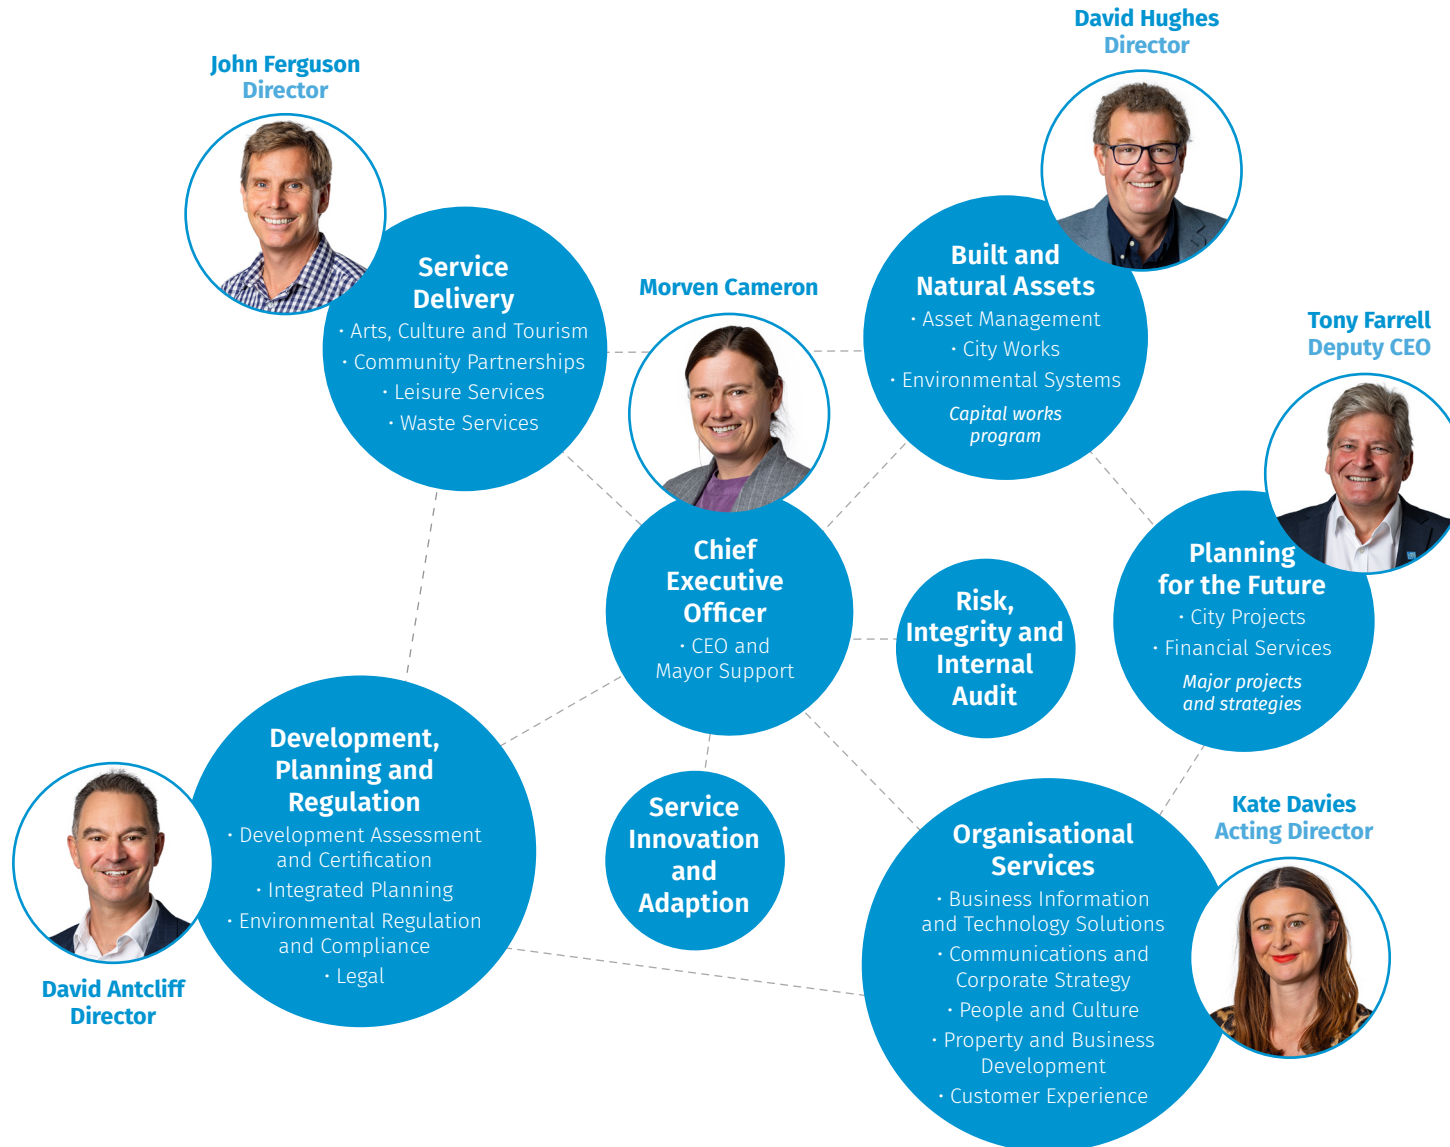 David Hughes
Director
John Ferguson
Director
Service
Delivery
· Arts, Culture and Tourism
· Community Partnerships
· Leisure Services
· Waste Services
Morven Cameron
Built and
Natural Assets
· Asset Management
· City Works
· Environmental Systems
Capital works
program
Tony Farrell
Deputy CEO
Chief
Executive
Officer
· CEO and
Mayor Support
Risk,
Integrity and
Internal
Audit
Planning
for the Future
· City Projects
· Financial Services
Major projects
and strategies
Development,
Planning and
Regulation
· Development Assessment
and Certification
· Integrated Planning
· Environmental Regulation
and Compliance
· Legal
David Antcliff
Director
Service
Innovation
and
Adaption
Organisational
Services
· Business Information
and Technology Solutions
· Communications and
Corporate Strategy
· People and Culture
· Property and Business
Development
· Customer Experience
Kate Davies
Acting Director